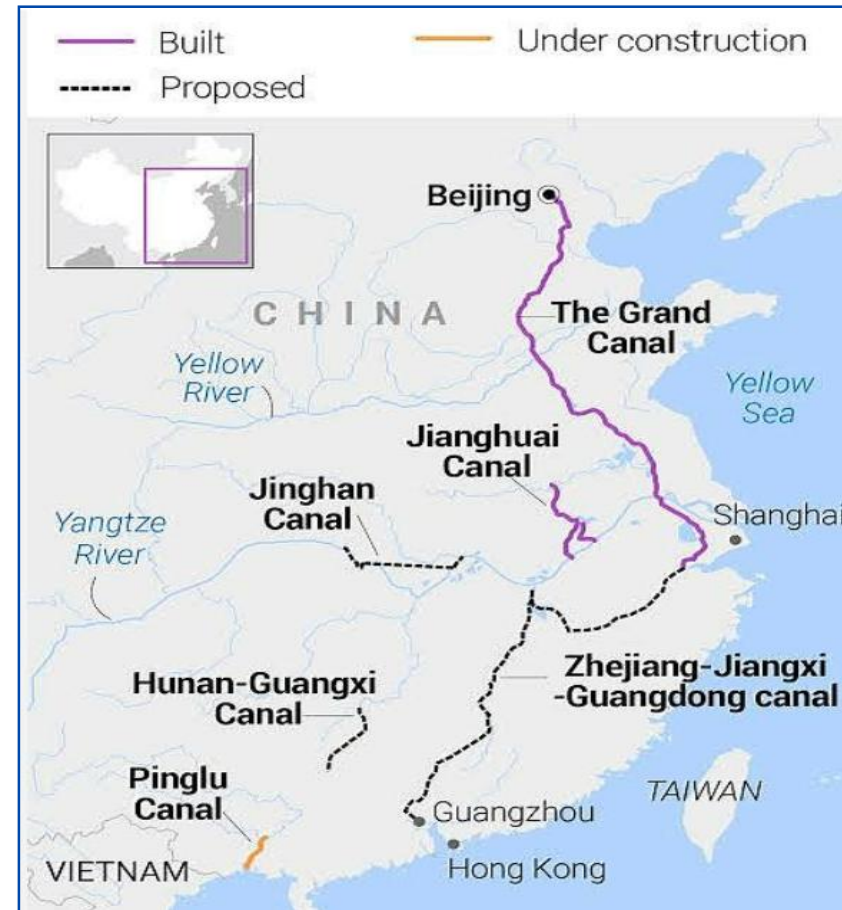 Built
Under construction
Proposed
Beijing
CHINA
The Grand
Canal
Yellow
River
Yellow
Sea
Jianghuai
Canal
Jinghan
Canal
Yangtze
River
Shanghai
Hunan-Guangxi
Canal
Zhejiang-Jiangxi
-Guangdong canal
Pinglu
Canal
TAIWAN
Guangzhou
VIETNAM
Hong Kong